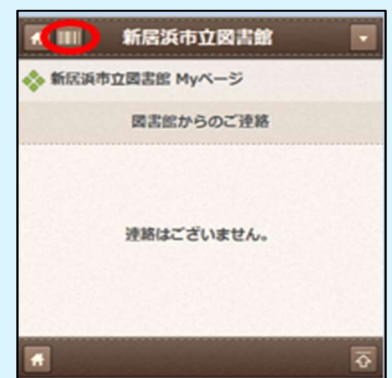 新居浜市立図書館
新居浜市立図書館 Myページ
図書館からのご連絡
連絡はございません。